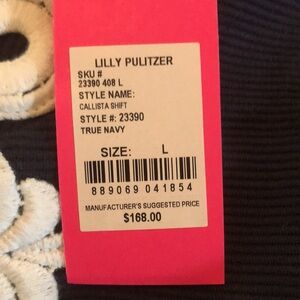 LILLY PULITZER
SKU #
23390 408 L
STYLE NAME:
CALLISTA SHIFT
STYLE #: 23390
TRUE NAVY
SIZE: L
889069 041854
MANUFACTURER'S SUGGESTED PRICE
$168.00